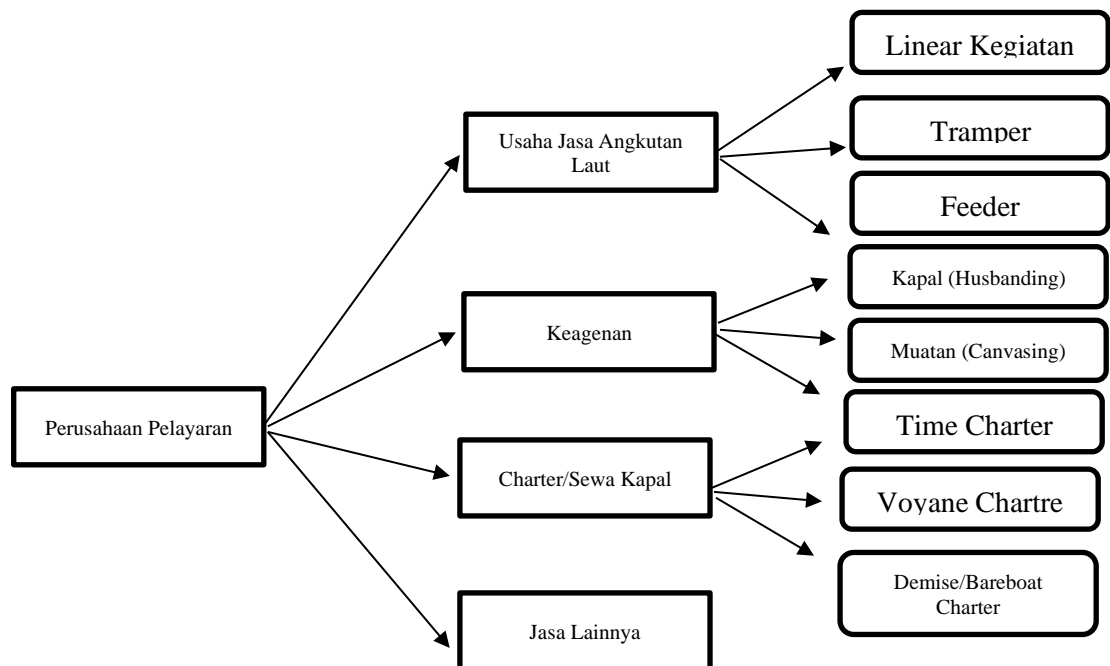 Perusahaan Pelayaran
Usaha Jasa Angkutan
Laut
Keagenan
Charter/Sewa Kapal
Jasa Lainnya
Linear Kegiatan
Tramper
Feeder
Kapal (Husbanding)
Muatan (Canvasing)
Time Charter
Voyane Chartre
Demise/Bareboat
Charter